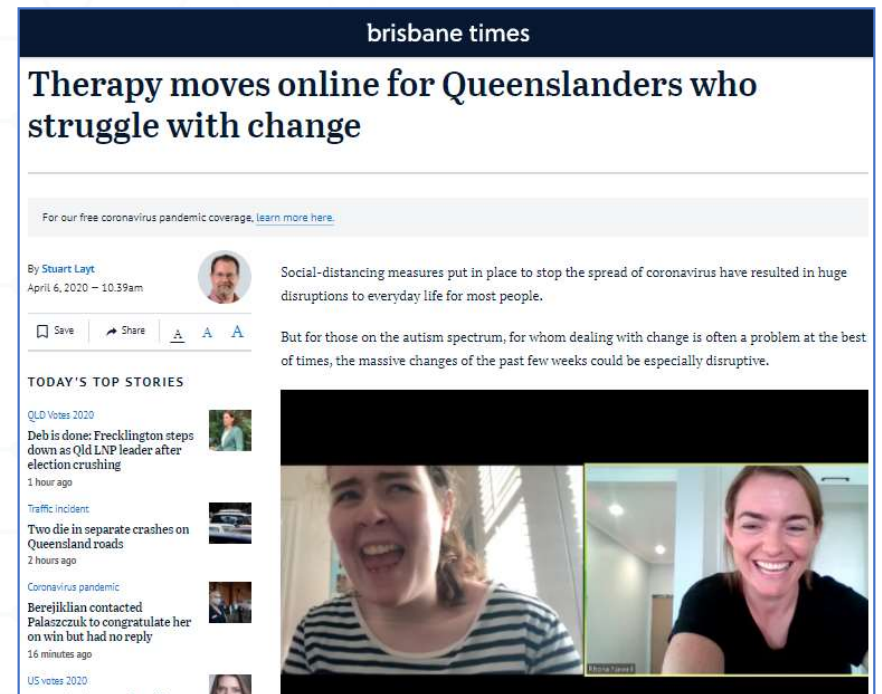 brisbane times
Therapy moves online for Queenslanders who
struggle with change
For our free coronavirus pandemic coverage, learn more here.
By Stuart Layt
April 6, 2020 — 10.39am
Save
Share
A A A
Social-distancing measures put in place to stop the spread of coronavirus have resulted in huge
disruptions to everyday life for most people.
But for those on the autism spectrum, for whom dealing with change is often a problem at the best
of times, the massive changes of the past few weeks could be especially disruptive.
TODAY'S TOP STORIES
QLD Votes 2020
Deb is done: Frecklington steps
down as Qld LNP leader after
election crushing
1 hour ago
Traffic incident
Two die in separate crashes on
Queensland roads
2 hours ago
Coronavirus pandemic
Berejiklian contacted
Palaszczuk to congratulate her
on win but had no reply
16 minutes ago
US votes 2020